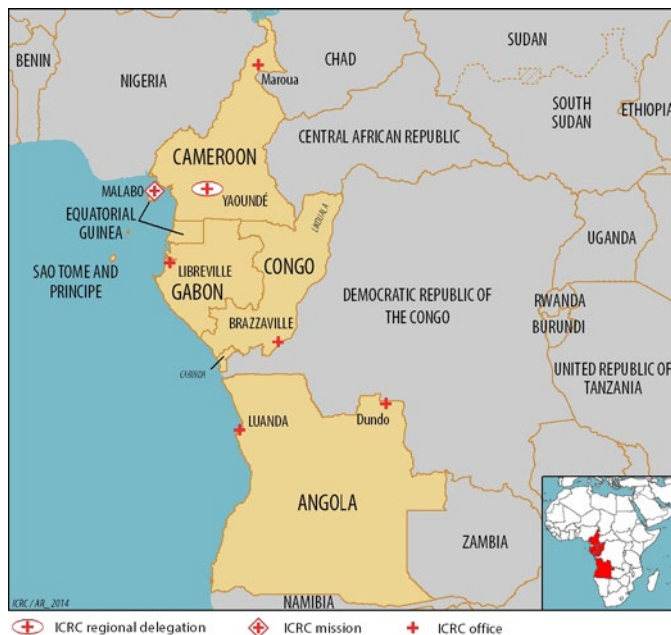 SUDAN
BENIN
CHAD
NIGERIA
Maroua
ETHIOPIA
SOUTH
SUDAN
CENTRAL AFRICAN REPUBLIC
CAMEROON
MALABO
YAOUNDÉ
EQUATORIAL
GUINEA
LIKOUALA
UGANDA
SAO TOME AND
PRINCIPE
LIBREVILLE
CONGO
GABON
DEMOCRATIC REPUBLIC OF
THE CONGO
RWANDA
BRAZZAVILLE
BURUNDI
CABINDA
UNITED REPUBLIC OF
TANZANIA
LUANDA
Dundo
ANGOLA
ZAMBIA
ICRC / AR_2014
NAMIBIA
ICRC regional delegation
ICRC mission
ICRC office